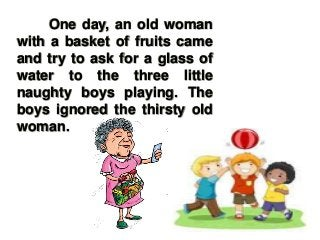 One day, an old woman
with a basket of fruits came
and try to ask for a glass of
water to the three little
naughty boys playing. The
boys ignored the thirsty old
woman.